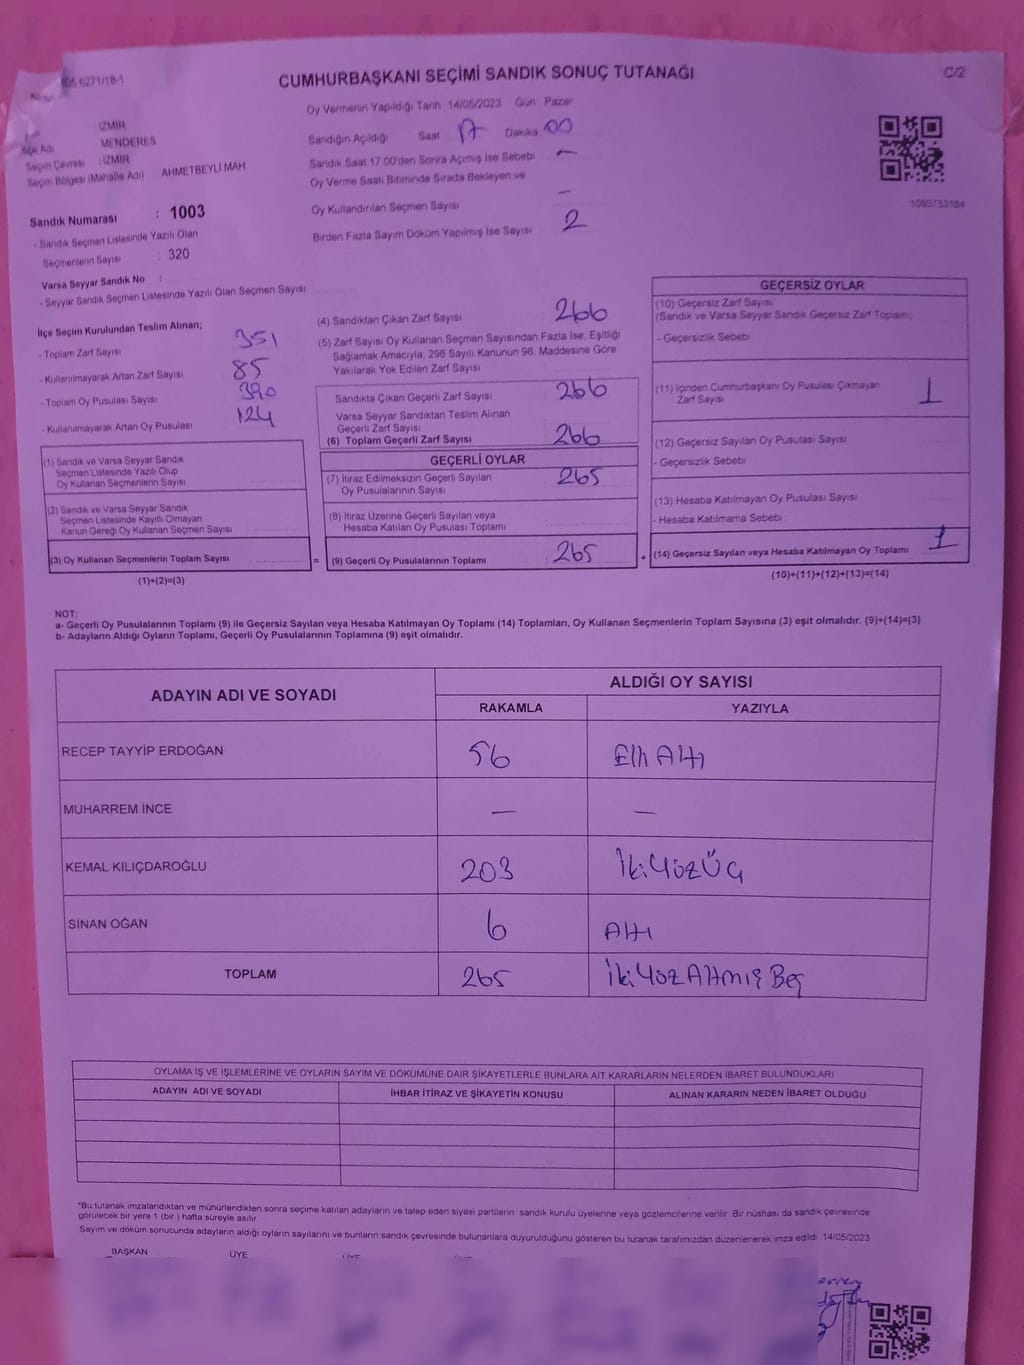 6271/18-1
CUMHURBAŞKANI SEÇİMİ SANDIK SONUÇ TUTANAĞI
C/2
İZMİR
İlçe Adı MENDERES
Seçim Çevresi : İZMİR
Seçim Bölgesi (Mahalle Adı) AHMETBEYLİ MAH
Oy Vermenin Yapıldığı Tarih 14/05/2023 Gün Pazar
Sandığın Açıldığı Saat 17 Dakika 00
Sandık Saat 17.00'den Sonra Açılmış İse Sebebi —
Oy Verme Saati Bitiminde Sırada Bekleyen ve
Oy Kullandırılan Seçmen Sayısı —
Birden Fazla Sayım Döküm Yapılmış İse Sayısı 2
1093753184
Sandık Numarası : 1003
- Sandık Seçmen Listesinde Yazılı Olan
Seçmenlerin Sayısı : 320
Varsa Seyyar Sandık No :
- Seyyar Sandık Seçmen Listesinde Yazılı Olan Seçmen Sayısı
İlçe Seçim Kurulundan Teslim Alınan;
- Toplam Zarf Sayısı 351
- Kullanılmayarak Artan Zarf Sayısı 85
- Toplam Oy Pusulası Sayısı 390
- Kullanılmayarak Artan Oy Pusulası 124
(1) Sandık ve Varsa Seyyar Sandık
Seçmen Listesinde Yazılı Olup
Oy Kullanan Seçmenlerin Sayısı
(2) Sandık ve Varsa Seyyar Sandık
Seçmen Listesinde Kayıtlı Olmayan
Kanun Gereği Oy Kullanan Seçmen Sayısı
(3) Oy Kullanan Seçmenlerin Toplam Sayısı =
(1)+(2)=(3)
(4) Sandıktan Çıkan Zarf Sayısı 266
(5) Zarf Sayısı Oy Kullanan Seçmen Sayısından Fazla İse, Eşitliği
Sağlamak Amacıyla, 298 Sayılı Kanunun 98. Maddesine Göre
Yakılarak Yok Edilen Zarf Sayısı
Sandıkta Çıkan Geçerli Zarf Sayısı 266
Varsa Seyyar Sandıktan Teslim Alınan
Geçerli Zarf Sayısı
(6) Toplam Geçerli Zarf Sayısı 266
GEÇERLİ OYLAR
(7) İtiraz Edilmeksizin Geçerli Sayılan
Oy Pusulalarının Sayısı 265
(8) İtiraz Üzerine Geçerli Sayılan veya
Hesaba Katılan Oy Pusulası Toplamı
(9) Geçerli Oy Pusulalarının Toplamı 265 +
GEÇERSİZ OYLAR
(10) Geçersiz Zarf Sayısı
(Sandık ve Varsa Seyyar Sandık Geçersiz Zarf Toplamı)
- Geçersizlik Sebebi
(11) İçinden Cumhurbaşkanı Oy Pusulası Çıkmayan
Zarf Sayısı 1
(12) Geçersiz Sayılan Oy Pusulası Sayısı
- Geçersizlik Sebebi
(13) Hesaba Katılmayan Oy Pusulası Sayısı
- Hesaba Katılmama Sebebi
(14) Geçersiz Sayılan veya Hesaba Katılmayan Oy Toplamı 1
(10)+(11)+(12)+(13)=(14)
NOT:
a- Geçerli Oy Pusulalarının Toplamı (9) ile Geçersiz Sayılan veya Hesaba Katılmayan Oy Toplamı (14) Toplamları, Oy Kullanan Seçmenlerin Toplam Sayısına (3) eşit olmalıdır. (9)+(14)=(3)
b- Adayların Aldığı Oyların Toplamı, Geçerli Oy Pusulalarının Toplamına (9) eşit olmalıdır.
ADAYIN ADI VE SOYADI
ALDIĞI OY SAYISI
RAKAMLA YAZIYLA
RECEP TAYYİP ERDOĞAN 56 Elli Altı
MUHARREM İNCE — —
KEMAL KILIÇDAROĞLU 203 İki Yüz Üç
SİNAN OĞAN 6 Altı
TOPLAM 265 İki Yüz Altmış Beş
OYLAMA İŞ VE İŞLEMLERİNE VE OYLARIN SAYIM VE DÖKÜMÜNE DAİR ŞİKAYETLERLE BUNLARA AİT KARARLARIN NELERDEN İBARET BULUNDUKLARI
ADAYIN ADI VE SOYADI İHBAR İTİRAZ VE ŞİKAYETİN KONUSU ALINAN KARARIN NEDEN İBARET OLDUĞU
*Bu tutanak imzalandıktan ve mühürlendikten sonra seçime katılan adayların ve talep eden siyasi partilerin sandık kurulu üyelerine veya gözlemcilerine verilir. Bir nüshası da sandık çevresinde
görülecek bir yere 1 (bir) hafta süreyle asılır
Sayım ve döküm sonucunda adayların aldığı oyların sayılarını ve bunların sandık çevresinde bulunanlara duyurulduğunu gösteren bu tutanak tarafımızdan düzenlenerek imza edildi 14/05/2023
BAŞKAN ÜYE ÜYE